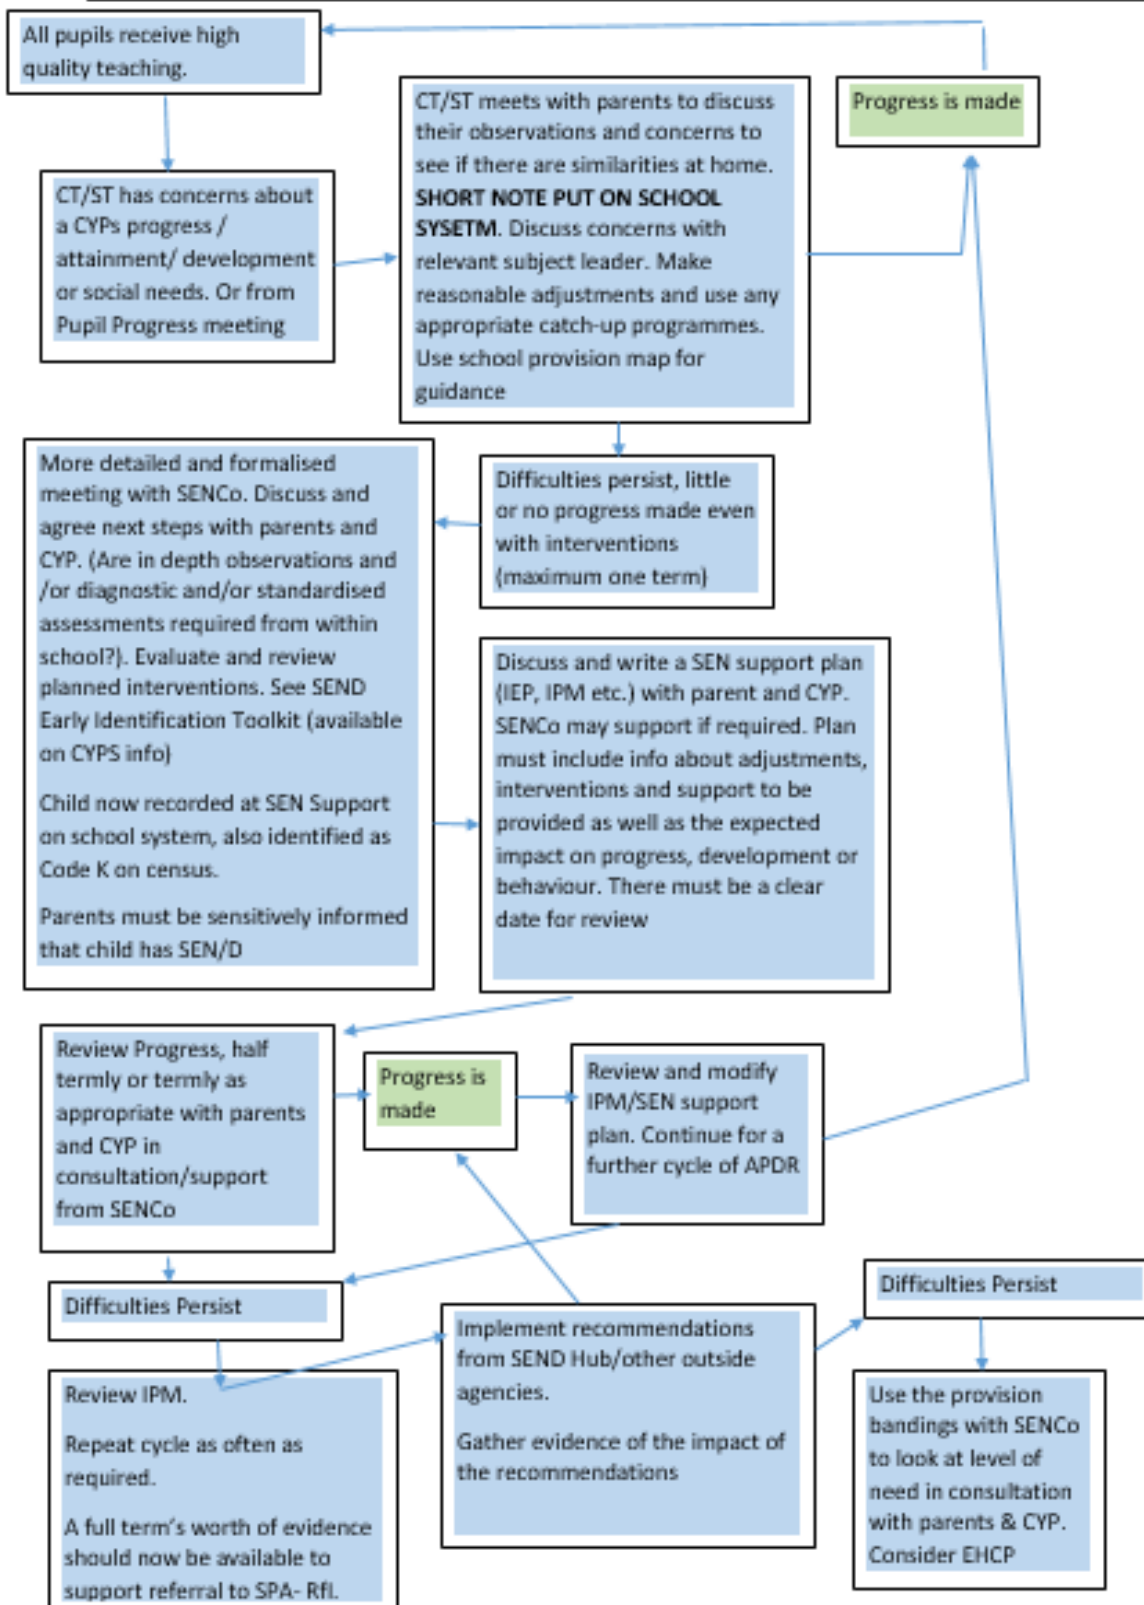 All pupils receive high
quality teaching.
Progress is made
CT/ST has concerns about
a CYPs progress /
attainment/ development
or social needs. Or from
Pupil Progress meeting
CT/ST meets with parents to discuss
their observations and concerns to
see if there are similarities at home.
SHORT NOTE PUT ON SCHOOL
SYSETM. Discuss concerns with
relevant subject leader. Make
reasonable adjustments and use any
appropriate catch-up programmes.
Use school provision map for
guidance
Difficulties persist, little
or no progress made even
with interventions
(maximum one term)
More detailed and formalised
meeting with SENCo. Discuss and
agree next steps with parents and
CYP. (Are in depth observations and
/or diagnostic and/or standardised
assessments required from within
school?). Evaluate and review
planned interventions. See SEND
Early Identification Toolkit (available
on CYPS info)
Child now recorded at SEN Support
on school system, also identified as
Code K on census.
Parents must be sensitively informed
that child has SEN/D
Discuss and write a SEN support plan
(IEP, IPM etc.) with parent and CYP.
SENCo may support if required. Plan
must include info about adjustments,
interventions and support to be
provided as well as the expected
impact on progress, development or
behaviour. There must be a clear
date for review
Review Progress, half
termly or termly as
appropriate with parents
and CYP in
consultation/support
from SENCo
Progress is
made
Review and modify
IPM/SEN support
plan. Continue for a
further cycle of APDR
Difficulties Persist
Review IPM.
Repeat cycle as often as
required.
A full term's worth of evidence
should now be available to
support referral to SPA- RfI.
Implement recommendations
from SEND Hub/other outside
agencies.
Gather evidence of the impact of
the recommendations
Difficulties Persist
Use the provision
bandings with SENCo
to look at level of
need in consultation
with parents & CYP.
Consider EHCP